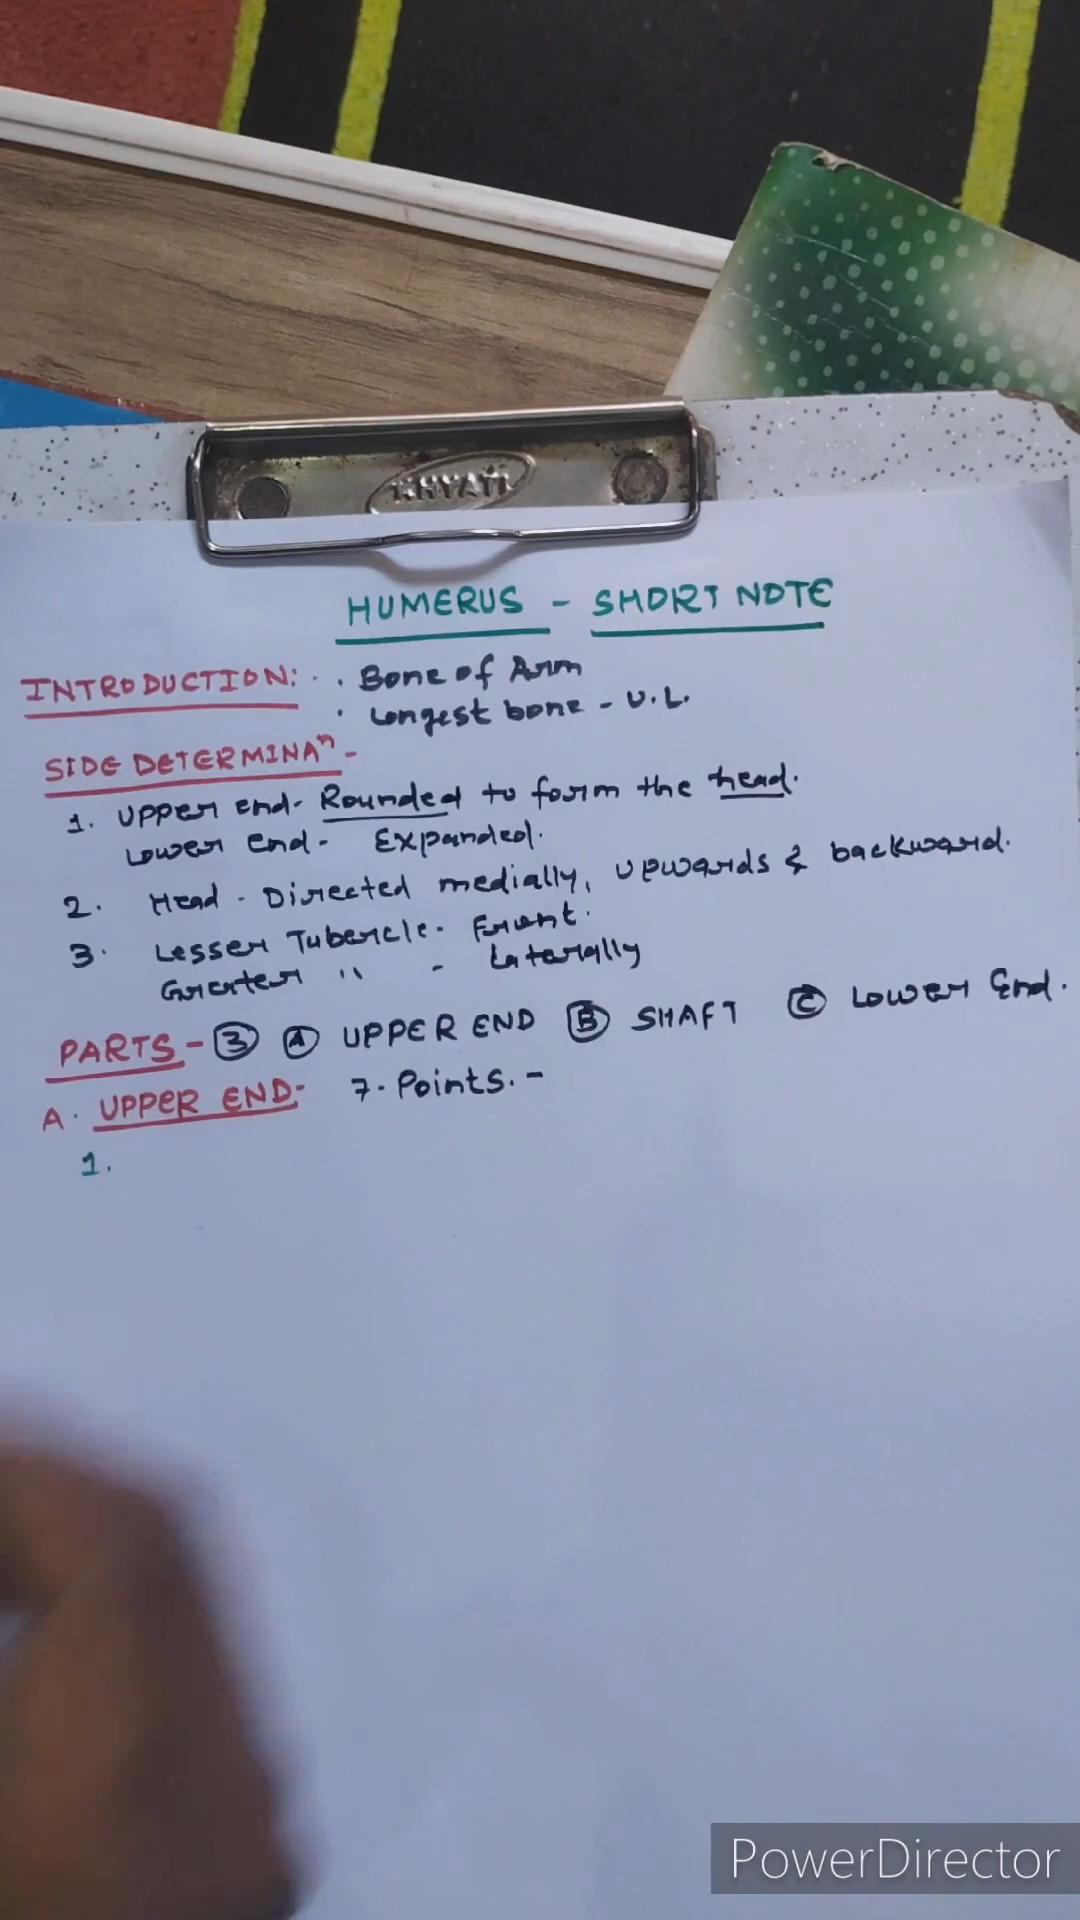 KHYATI
HUMERUS - SHORT NOTE
INTRODUCTION: . Bone of Arm
. Longest bone - U.L.
SIDE DETERMINAⁿ -
1. Upper end - Rounded to form the head.
Lower end - Expanded.
2. Head - Directed medially, upwards & backward.
3. Lesser Tubercle - Front.
Greater " - Laterally
PARTS - ③ Ⓐ UPPER END Ⓑ SHAFT Ⓒ LOWER End.
A. UPPER END - 7 - Points. -
1.
PowerDirector